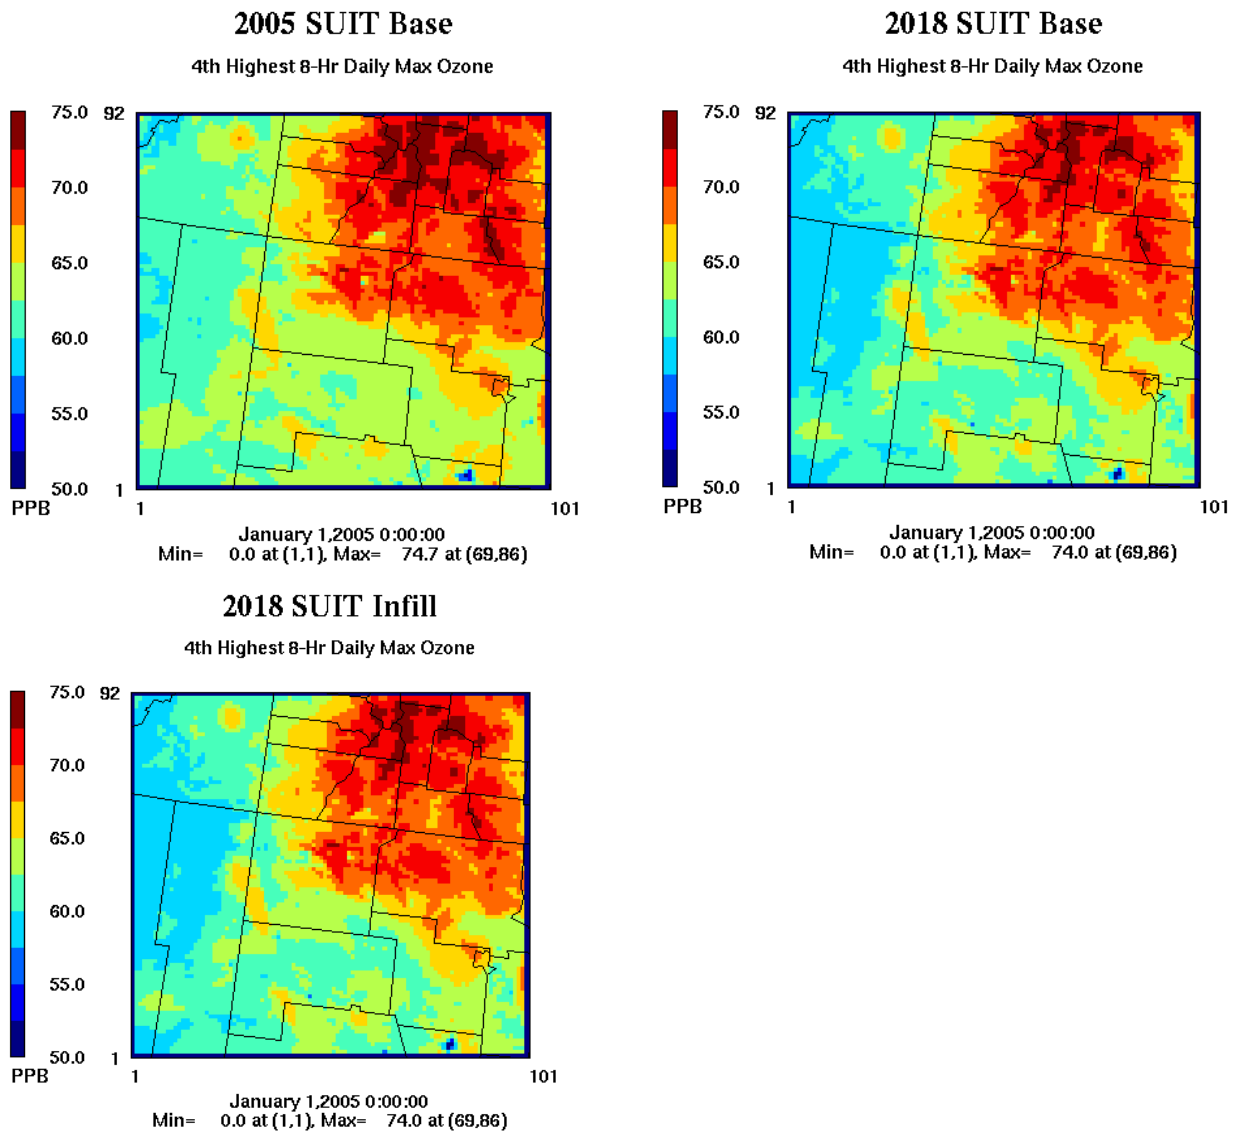 2005 SUIT Base
4th Highest 8-Hr Daily Max Ozone
75.0
70.0
65.0
60.0
55.0
50.0
PPB
92
1
1
101
January 1,2005 0:00:00
Min= 0.0 at (1,1), Max= 74.7 at (69,86)
2018 SUIT Base
4th Highest 8-Hr Daily Max Ozone
75.0
70.0
65.0
60.0
55.0
50.0
PPB
92
1
1
101
January 1,2005 0:00:00
Min= 0.0 at (1,1), Max= 74.0 at (69,86)
2018 SUIT Infill
4th Highest 8-Hr Daily Max Ozone
75.0
70.0
65.0
60.0
55.0
50.0
PPB
92
1
1
101
January 1,2005 0:00:00
Min= 0.0 at (1,1), Max= 74.0 at (69,86)